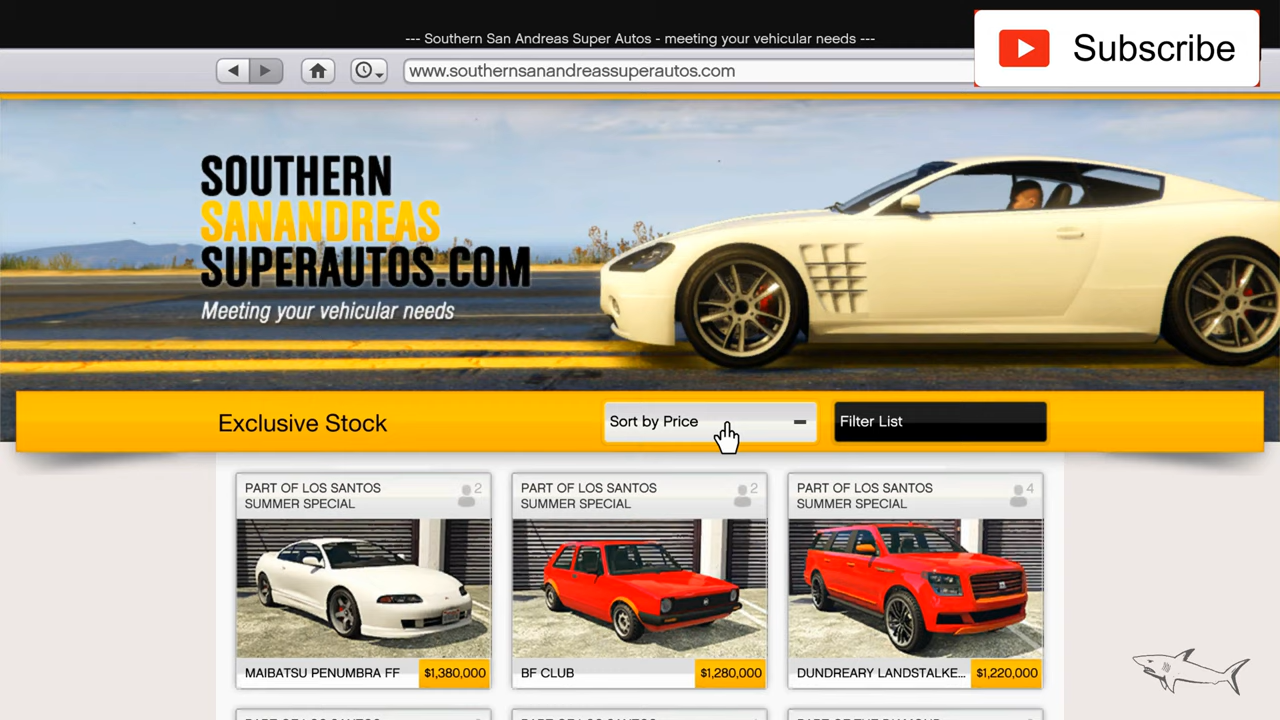 --- Southern San Andreas Super Autos - meeting your vehicular needs ---
Subscribe
www.southernsanandreassuperautos.com
SOUTHERN
SANANDREAS
SUPERAUTOS.COM
Meeting your vehicular needs
Exclusive Stock
Sort by Price
Filter List
PART OF LOS SANTOS
SUMMER SPECIAL
2
MAIBATSU PENUMBRA FF
$1,380,000
PART OF LOS SANTOS
SUMMER SPECIAL
2
BF CLUB
$1,280,000
PART OF LOS SANTOS
SUMMER SPECIAL
4
DUNDREARY LANDSTALKE...
$1,220,000